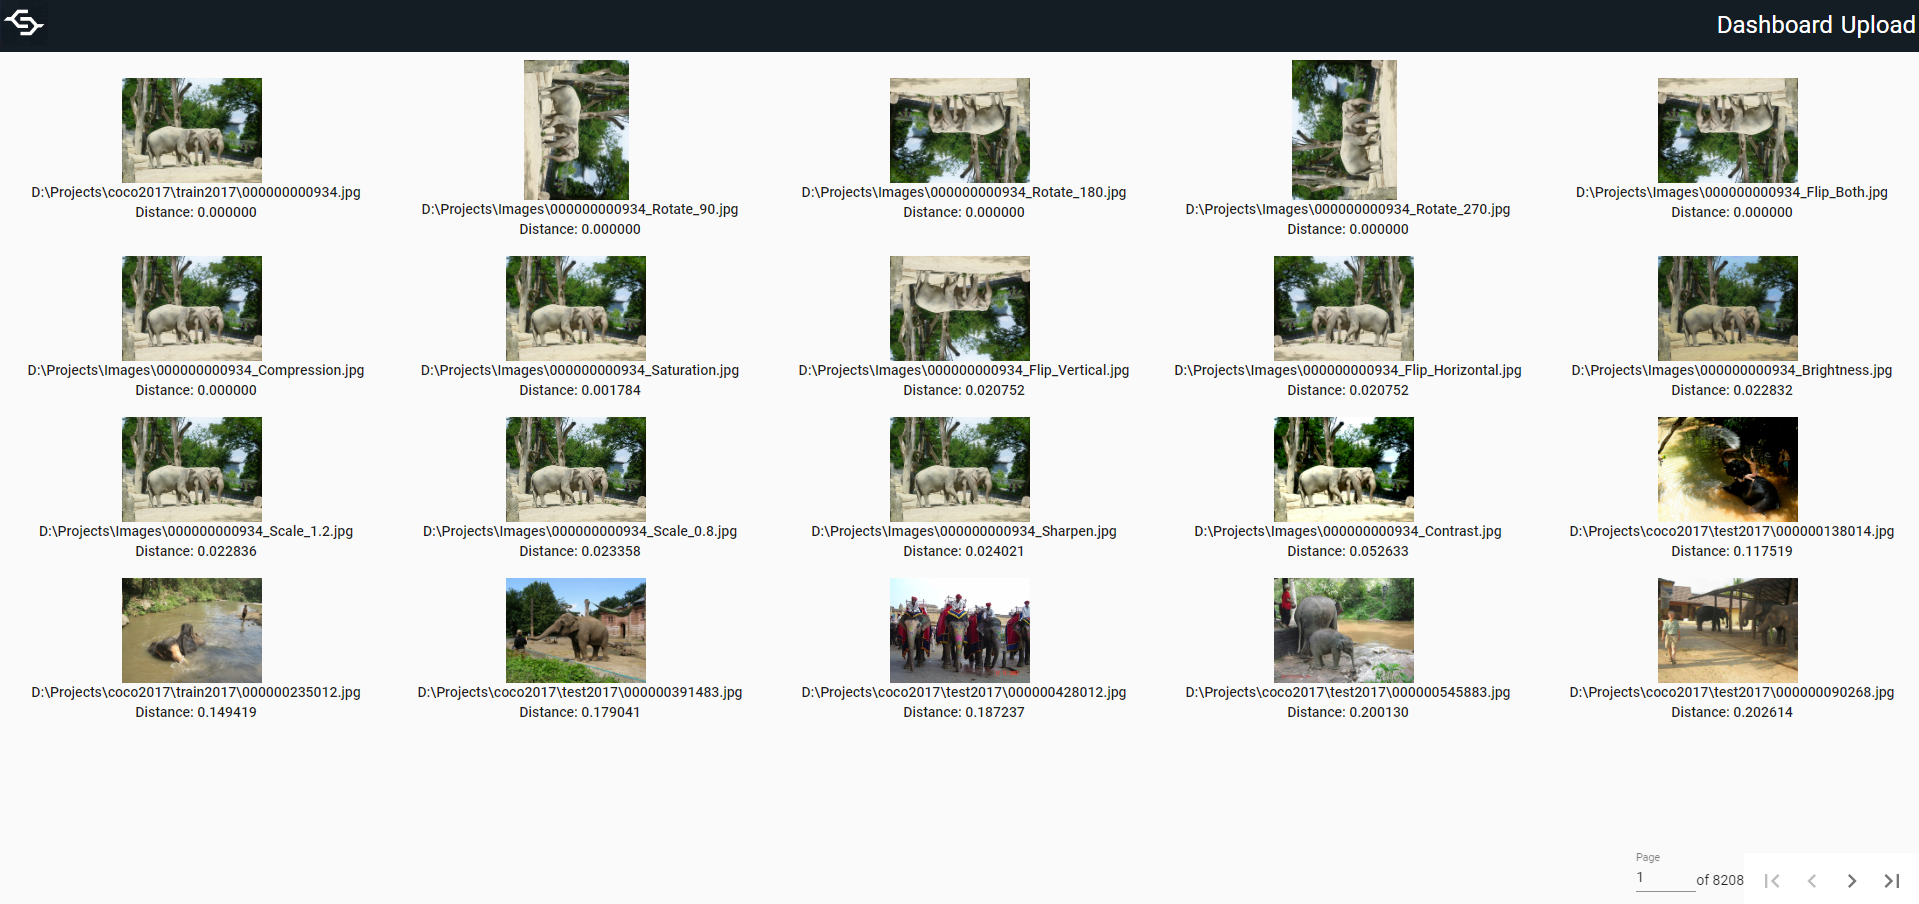 Dashboard Upload
D:\Projects\coco2017\train2017\000000000934.jpg
Distance: 0.000000
D:\Projects\Images\000000000934_Rotate_90.jpg
Distance: 0.000000
D:\Projects\Images\000000000934_Rotate_180.jpg
Distance: 0.000000
D:\Projects\Images\000000000934_Rotate_270.jpg
Distance: 0.000000
D:\Projects\Images\000000000934_Flip_Both.jpg
Distance: 0.000000
D:\Projects\Images\000000000934_Compression.jpg
Distance: 0.000000
D:\Projects\Images\000000000934_Saturation.jpg
Distance: 0.001784
D:\Projects\Images\000000000934_Flip_Vertical.jpg
Distance: 0.020752
D:\Projects\Images\000000000934_Flip_Horizontal.jpg
Distance: 0.020752
D:\Projects\Images\000000000934_Brightness.jpg
Distance: 0.022832
D:\Projects\Images\000000000934_Scale_1.2.jpg
Distance: 0.022836
D:\Projects\Images\000000000934_Scale_0.8.jpg
Distance: 0.023358
D:\Projects\Images\000000000934_Sharpen.jpg
Distance: 0.024021
D:\Projects\Images\000000000934_Contrast.jpg
Distance: 0.052633
D:\Projects\coco2017\test2017\000000138014.jpg
Distance: 0.117519
D:\Projects\coco2017\train2017\000000235012.jpg
Distance: 0.149419
D:\Projects\coco2017\test2017\000000391483.jpg
Distance: 0.179041
D:\Projects\coco2017\test2017\000000428012.jpg
Distance: 0.187237
D:\Projects\coco2017\test2017\000000545883.jpg
Distance: 0.200130
D:\Projects\coco2017\test2017\000000090268.jpg
Distance: 0.202614
Page
1 of 8208